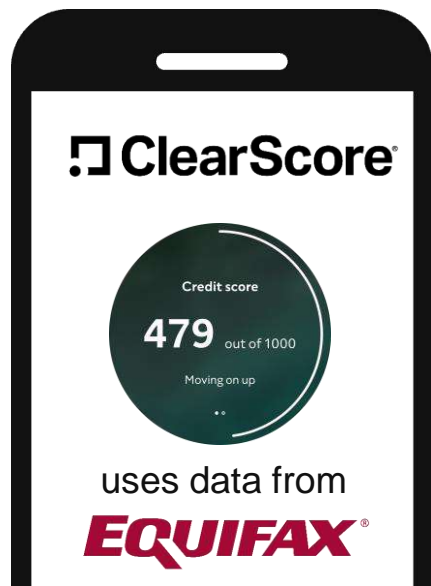 ClearScore®
Credit score
479 out of 1000
Moving on up
uses data from
EQUIFAX®